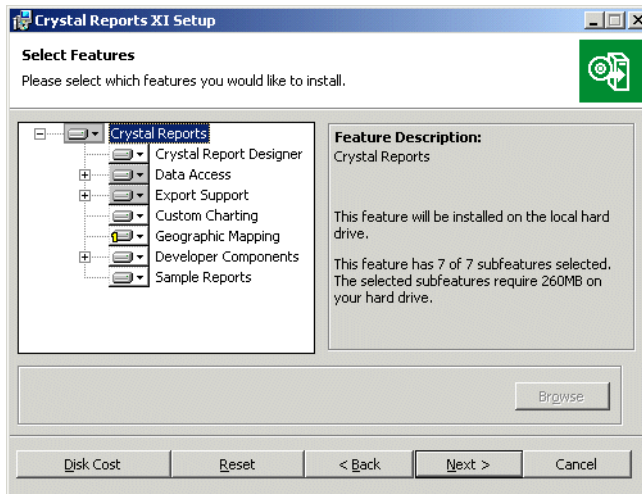 Crystal Reports XI Setup
Select Features
Please select which features you would like to install.
Crystal Reports
Crystal Report Designer
Data Access
Export Support
Custom Charting
Geographic Mapping
Developer Components
Sample Reports
Feature Description:
Crystal Reports
This feature will be installed on the local hard
drive.
This feature has 7 of 7 subfeatures selected.
The selected subfeatures require 260MB on
your hard drive.
Browse
Disk Cost
Reset
< Back
Next >
Cancel